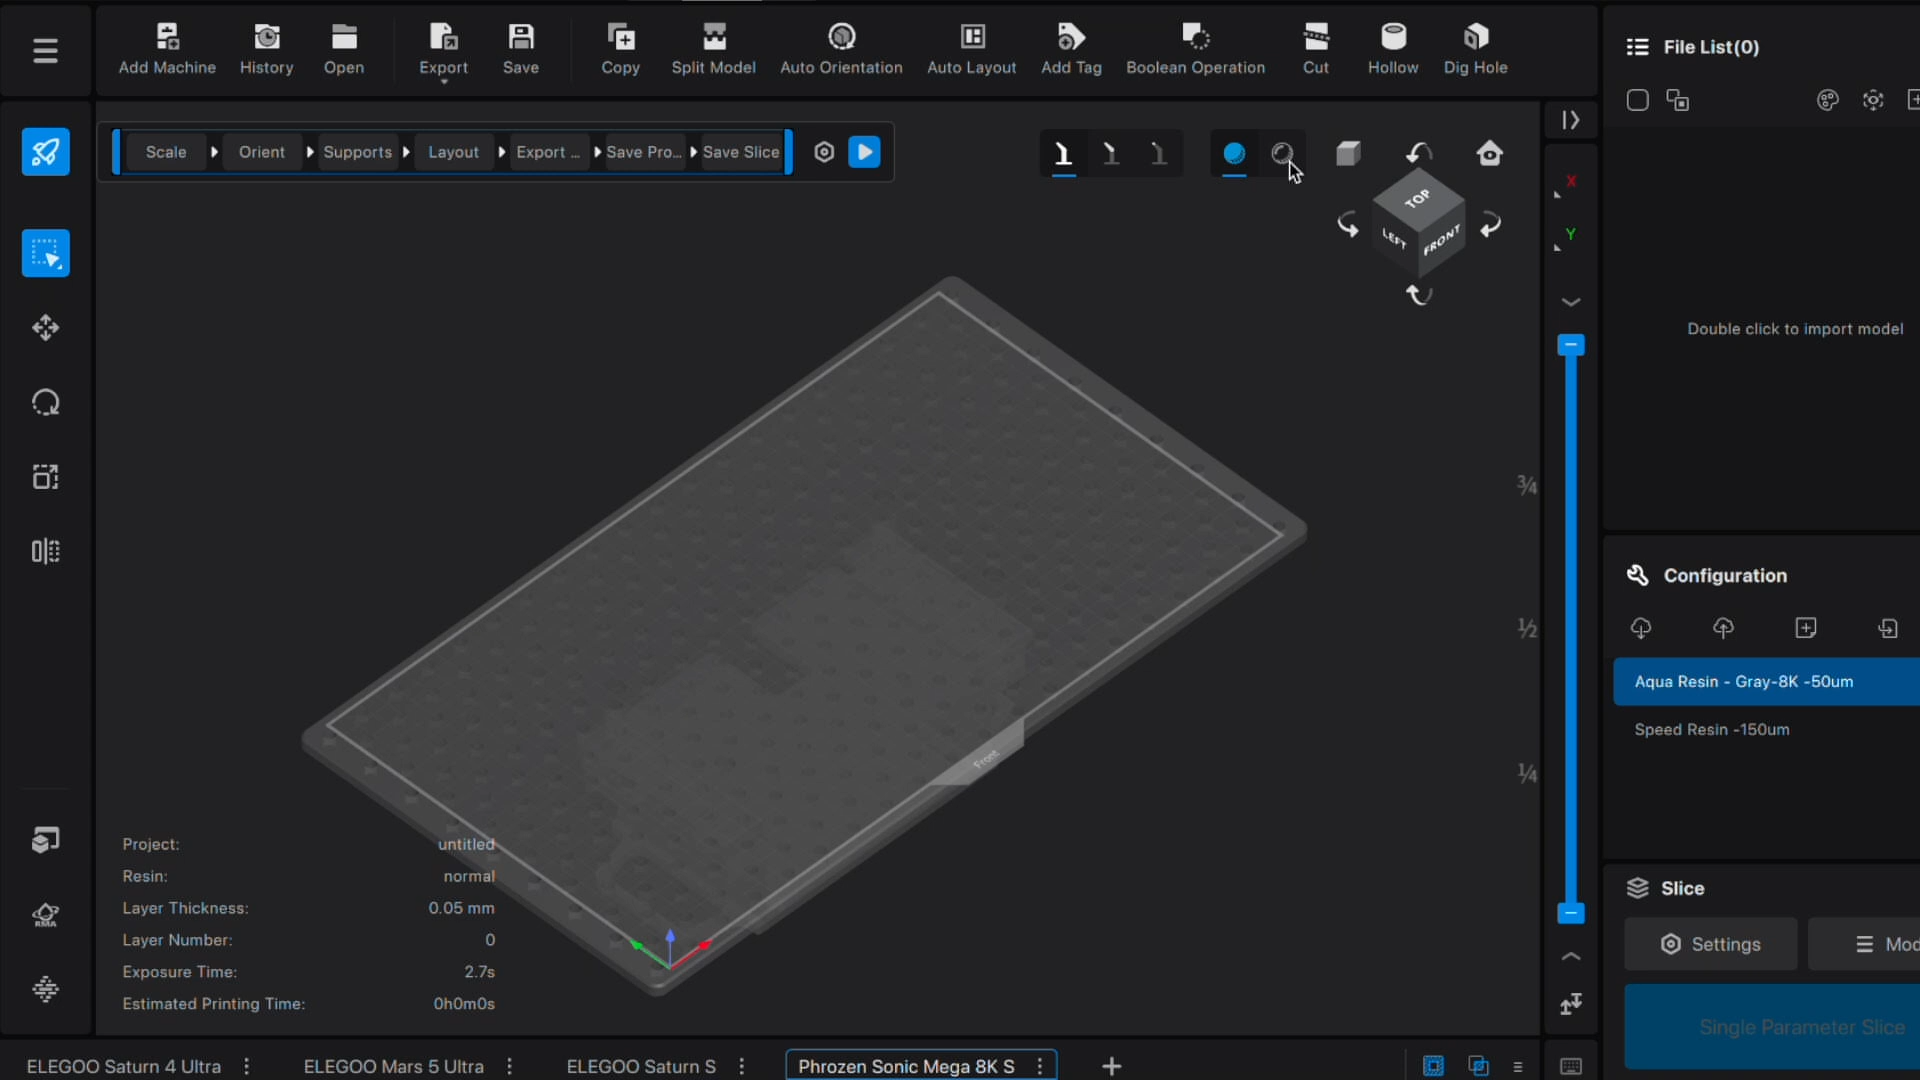 Add Machine History Open Export Save Copy Split Model Auto Orientation Auto Layout Add Tag Boolean Operation Cut Hollow Dig Hole
File List(0)
Scale Orient Supports Layout Export ... Save Pro... Save Slice
TOP
LEFT FRONT
X
Y
Double click to import model
3/4
1/2
1/4
Configuration
Aqua Resin - Gray-8K -50um
Speed Resin -150um
Front
Project: untitled
Resin: normal
Layer Thickness: 0.05 mm
Layer Number: 0
Exposure Time: 2.7s
Estimated Printing Time: 0h0m0s
RMA
Slice
Settings Mod
Single Parameter Slice
ELEGOO Saturn 4 Ultra ELEGOO Mars 5 Ultra ELEGOO Saturn S Phrozen Sonic Mega 8K S